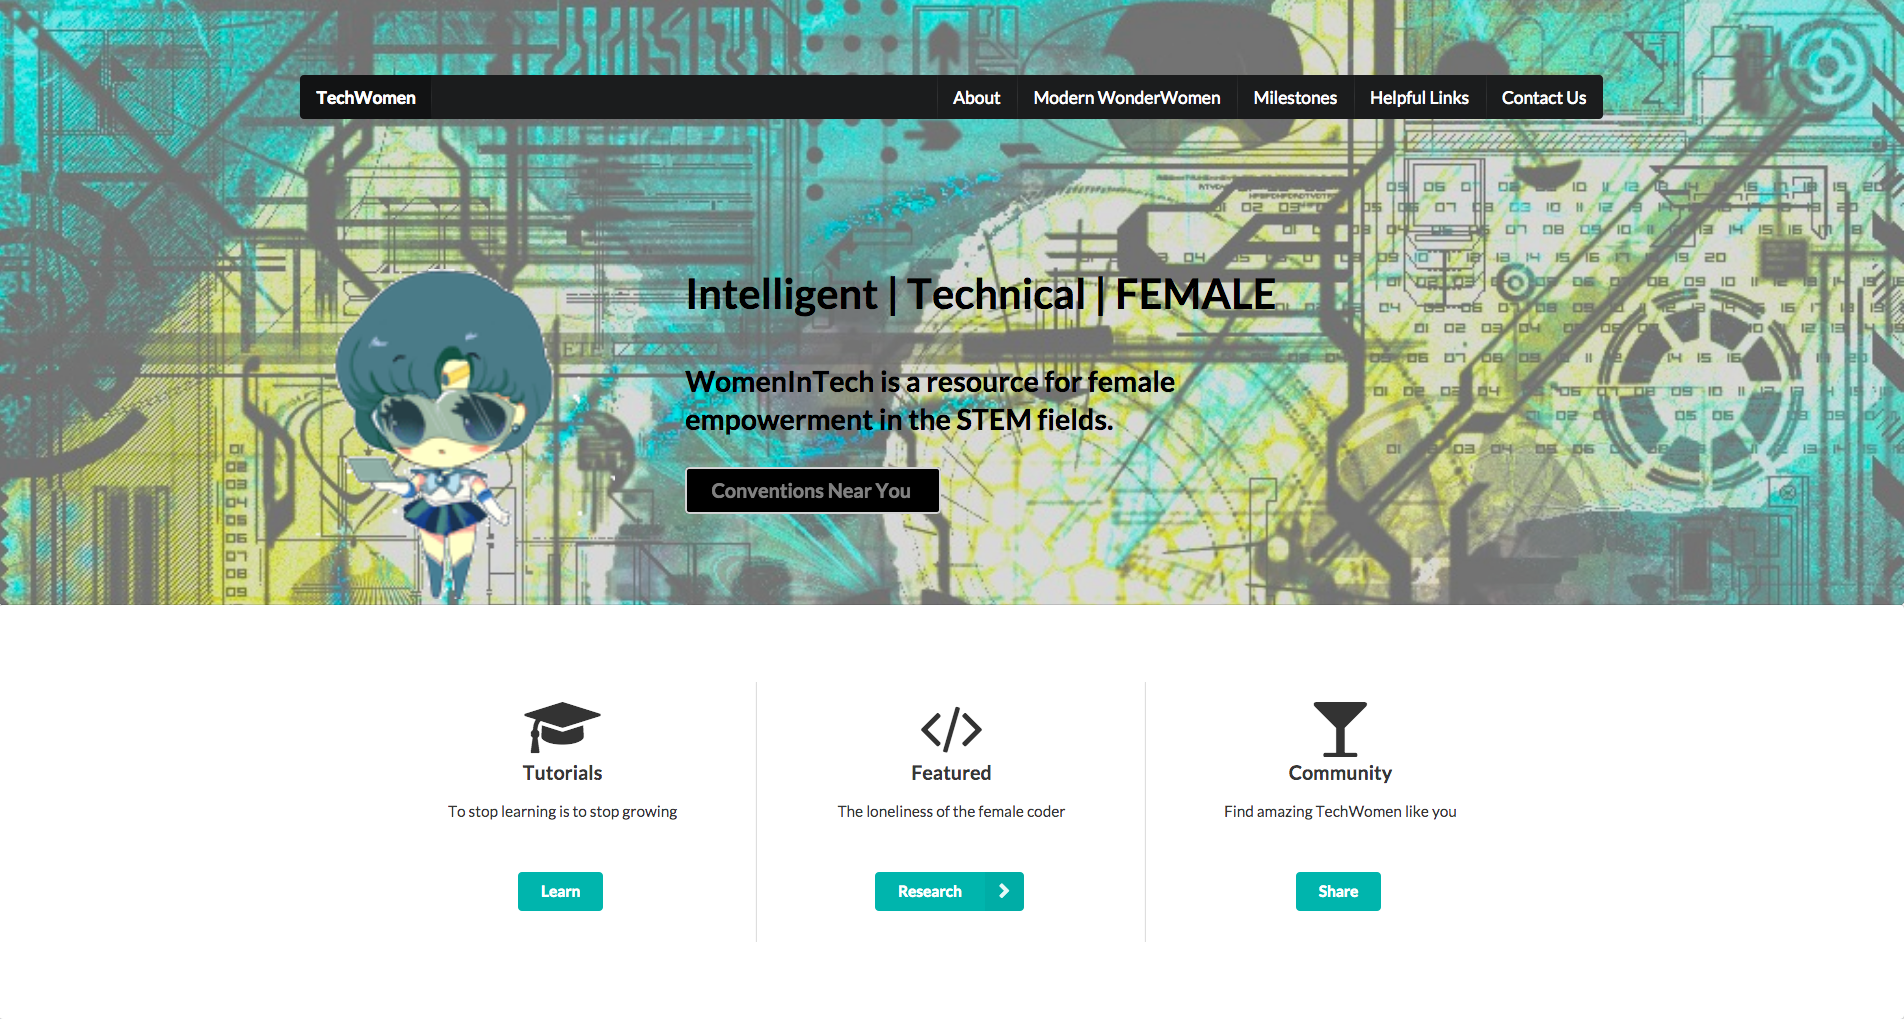 TechWomen
About
Modern WonderWomen
Milestones
Helpful Links
Contact Us
Intelligent | Technical | FEMALE
WomenInTech is a resource for female
empowerment in the STEM fields.
Conventions Near You
Tutorials
To stop learning is to stop growing
Learn
</>
Featured
The loneliness of the female coder
Research
Community
Find amazing TechWomen like you
Share